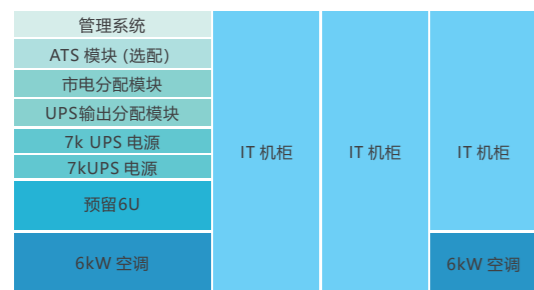 管理系统
ATS 模块 (选配)
市电分配模块
UPS输出分配模块
7k UPS 电源
7kUPS 电源
预留6U
6kW 空调
IT 机柜
IT 机柜
IT 机柜
6kW 空调